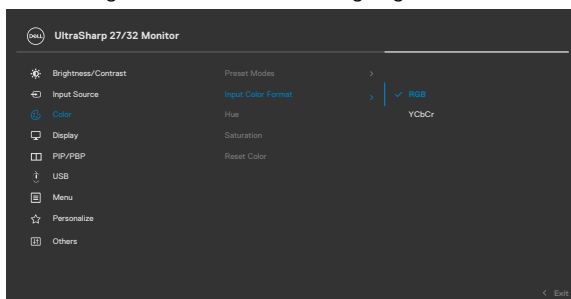 DELL UltraSharp 27/32 Monitor
Brightness/Contrast Preset Modes >
Input Source Input Color Format > ✓ RGB
Color Hue YCbCr
Display Saturation
PIP/PBP Reset Color
USB
Menu
Personalize
Others
< Exit